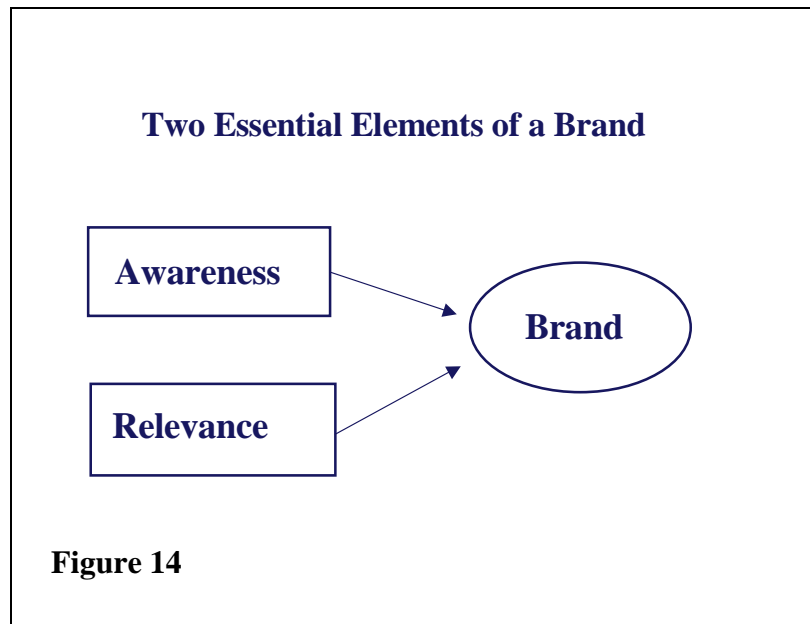 Two Essential Elements of a Brand
Awareness
Brand
Relevance
Figure 14